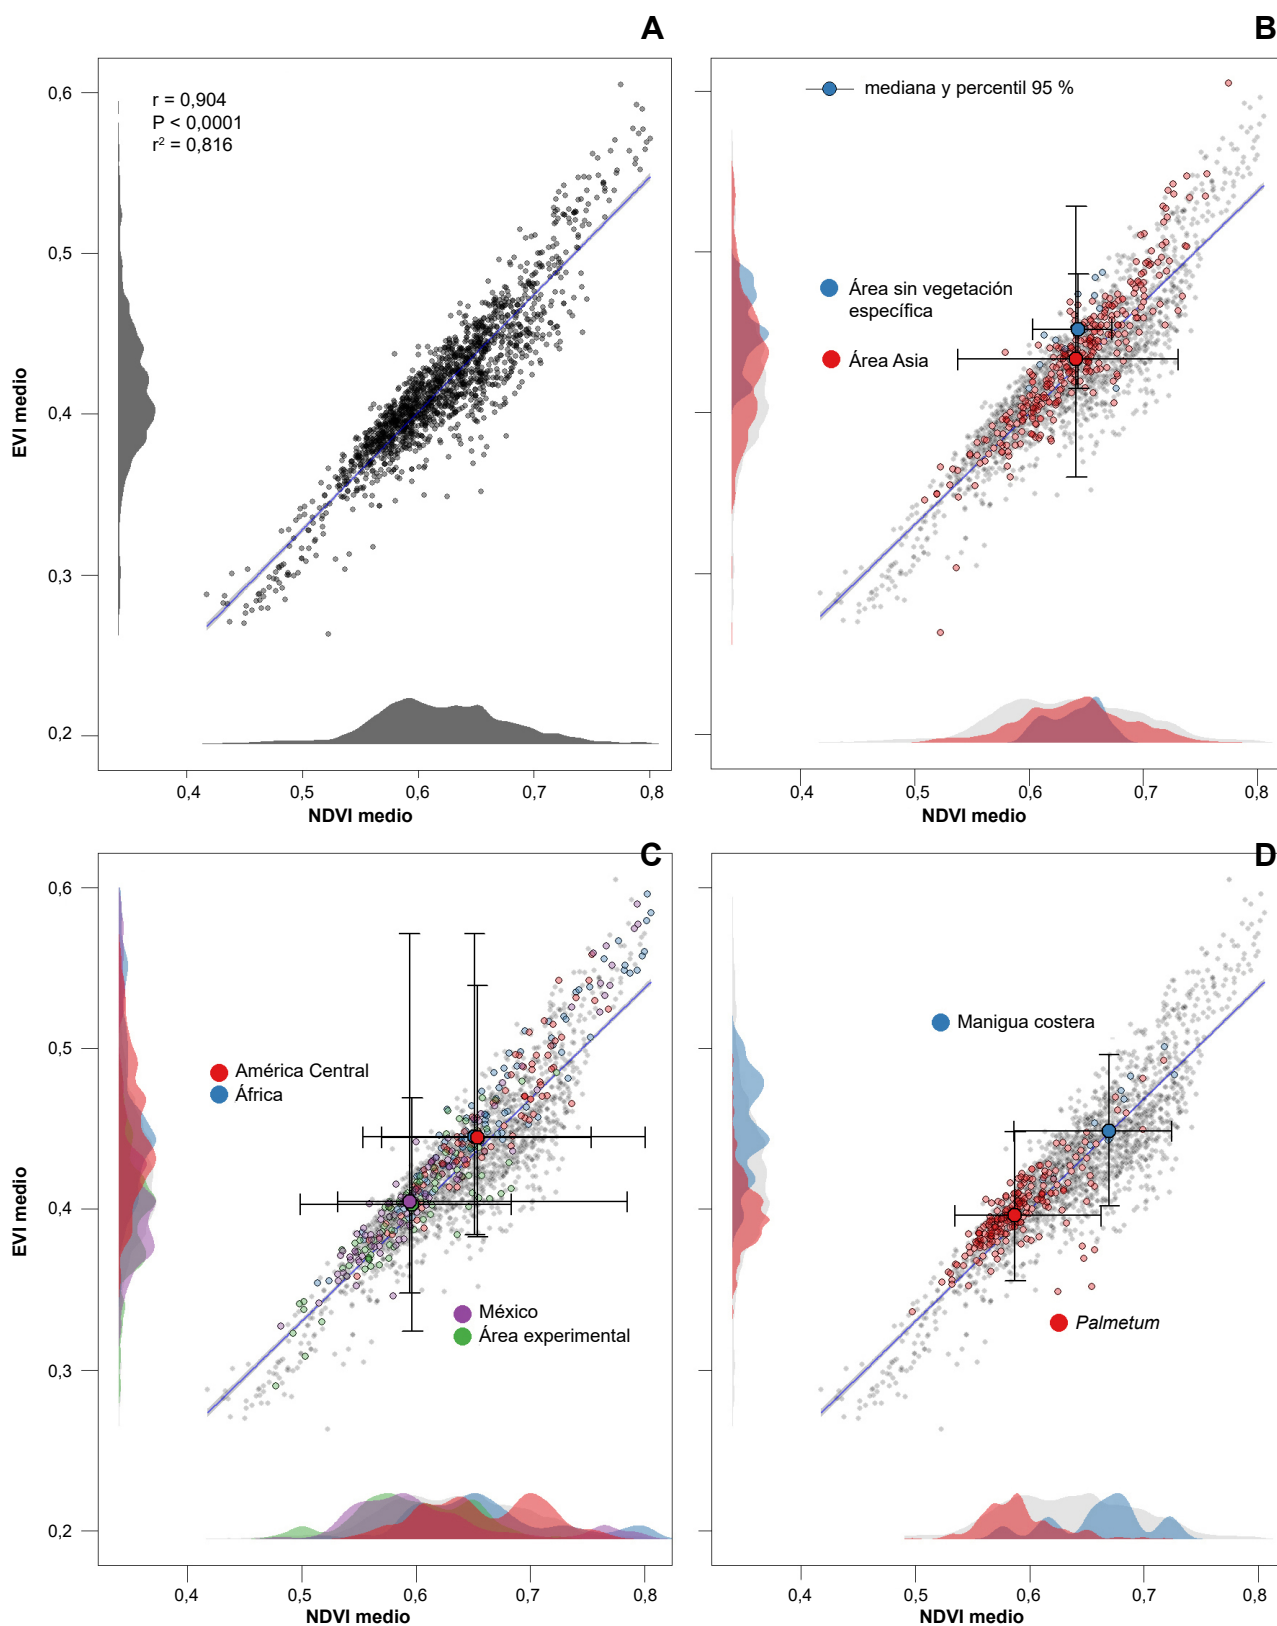 A
r = 0,904
P < 0,0001
r² = 0,816
0,6
0,5
0,4
0,3
0,2
EVI medio
0,4 0,5 0,6 0,7 0,8
NDVI medio
B
mediana y percentil 95 %
Área sin vegetación
específica
Área Asia
0,4 0,5 0,6 0,7 0,8
NDVI medio
C
0,6
0,5
0,4
0,3
0,2
EVI medio
América Central
África
México
Área experimental
0,4 0,5 0,6 0,7 0,8
NDVI medio
D
Manigua costera
Palmetum
0,4 0,5 0,6 0,7 0,8
NDVI medio